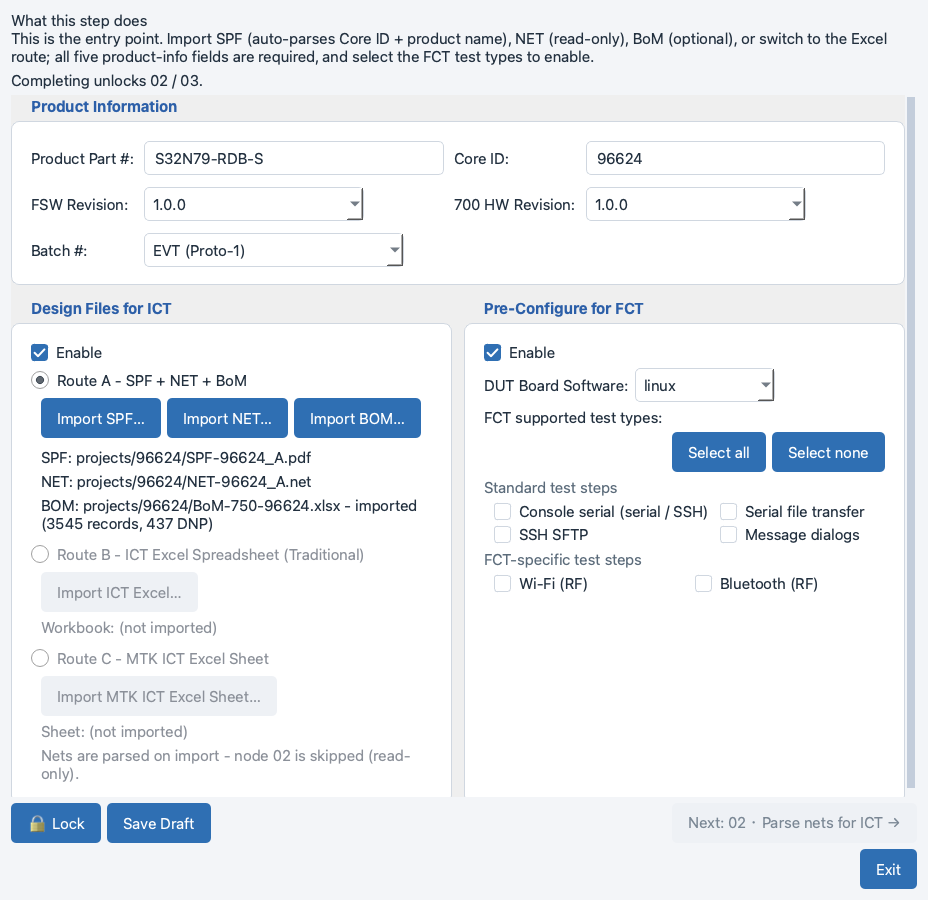 What this step does
This is the entry point. Import SPF (auto-parses Core ID + product name), NET (read-only), BoM (optional), or switch to the Excel
route; all five product-info fields are required, and select the FCT test types to enable.
Completing unlocks 02 / 03.
Product Information
Product Part #: S32N79-RDB-S Core ID: 96624
FSW Revision: 1.0.0 700 HW Revision: 1.0.0
Batch #: EVT (Proto-1)
Design Files for ICT
Enable
Route A - SPF + NET + BoM
Import SPF... Import NET... Import BOM...
SPF: projects/96624/SPF-96624_A.pdf
NET: projects/96624/NET-96624_A.net
BOM: projects/96624/BoM-750-96624.xlsx - imported
(3545 records, 437 DNP)
Route B - ICT Excel Spreadsheet (Traditional)
Import ICT Excel...
Workbook: (not imported)
Route C - MTK ICT Excel Sheet
Import MTK ICT Excel Sheet...
Sheet: (not imported)
Nets are parsed on import - node 02 is skipped (read-
only).
Pre-Configure for FCT
Enable
DUT Board Software: linux
FCT supported test types:
Select all Select none
Standard test steps
Console serial (serial / SSH) Serial file transfer
SSH SFTP Message dialogs
FCT-specific test steps
Wi-Fi (RF) Bluetooth (RF)
Lock Save Draft Next: 02 · Parse nets for ICT →
Exit